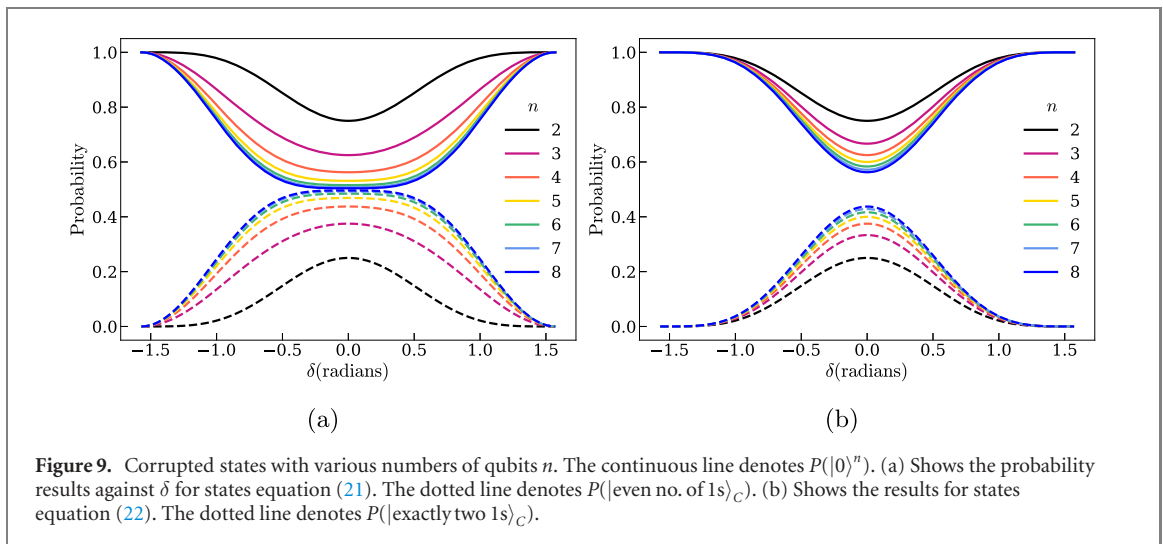 1.0
0.8
0.6
0.4
0.2
0.0
Probability
−1.5 −1.0 −0.5 0.0 0.5 1.0 1.5
δ(radians)
n
2
3
4
5
6
7
8
(a)
1.0
0.8
0.6
0.4
0.2
0.0
Probability
−1.5 −1.0 −0.5 0.0 0.5 1.0 1.5
δ(radians)
n
2
3
4
5
6
7
8
(b)
Figure 9. Corrupted states with various numbers of qubits n. The continuous line denotes P(|0⟩ⁿ). (a) Shows the probability
results against δ for states equation (21). The dotted line denotes P(|even no. of 1s⟩_C). (b) Shows the results for states
equation (22). The dotted line denotes P(|exactly two 1s⟩_C).